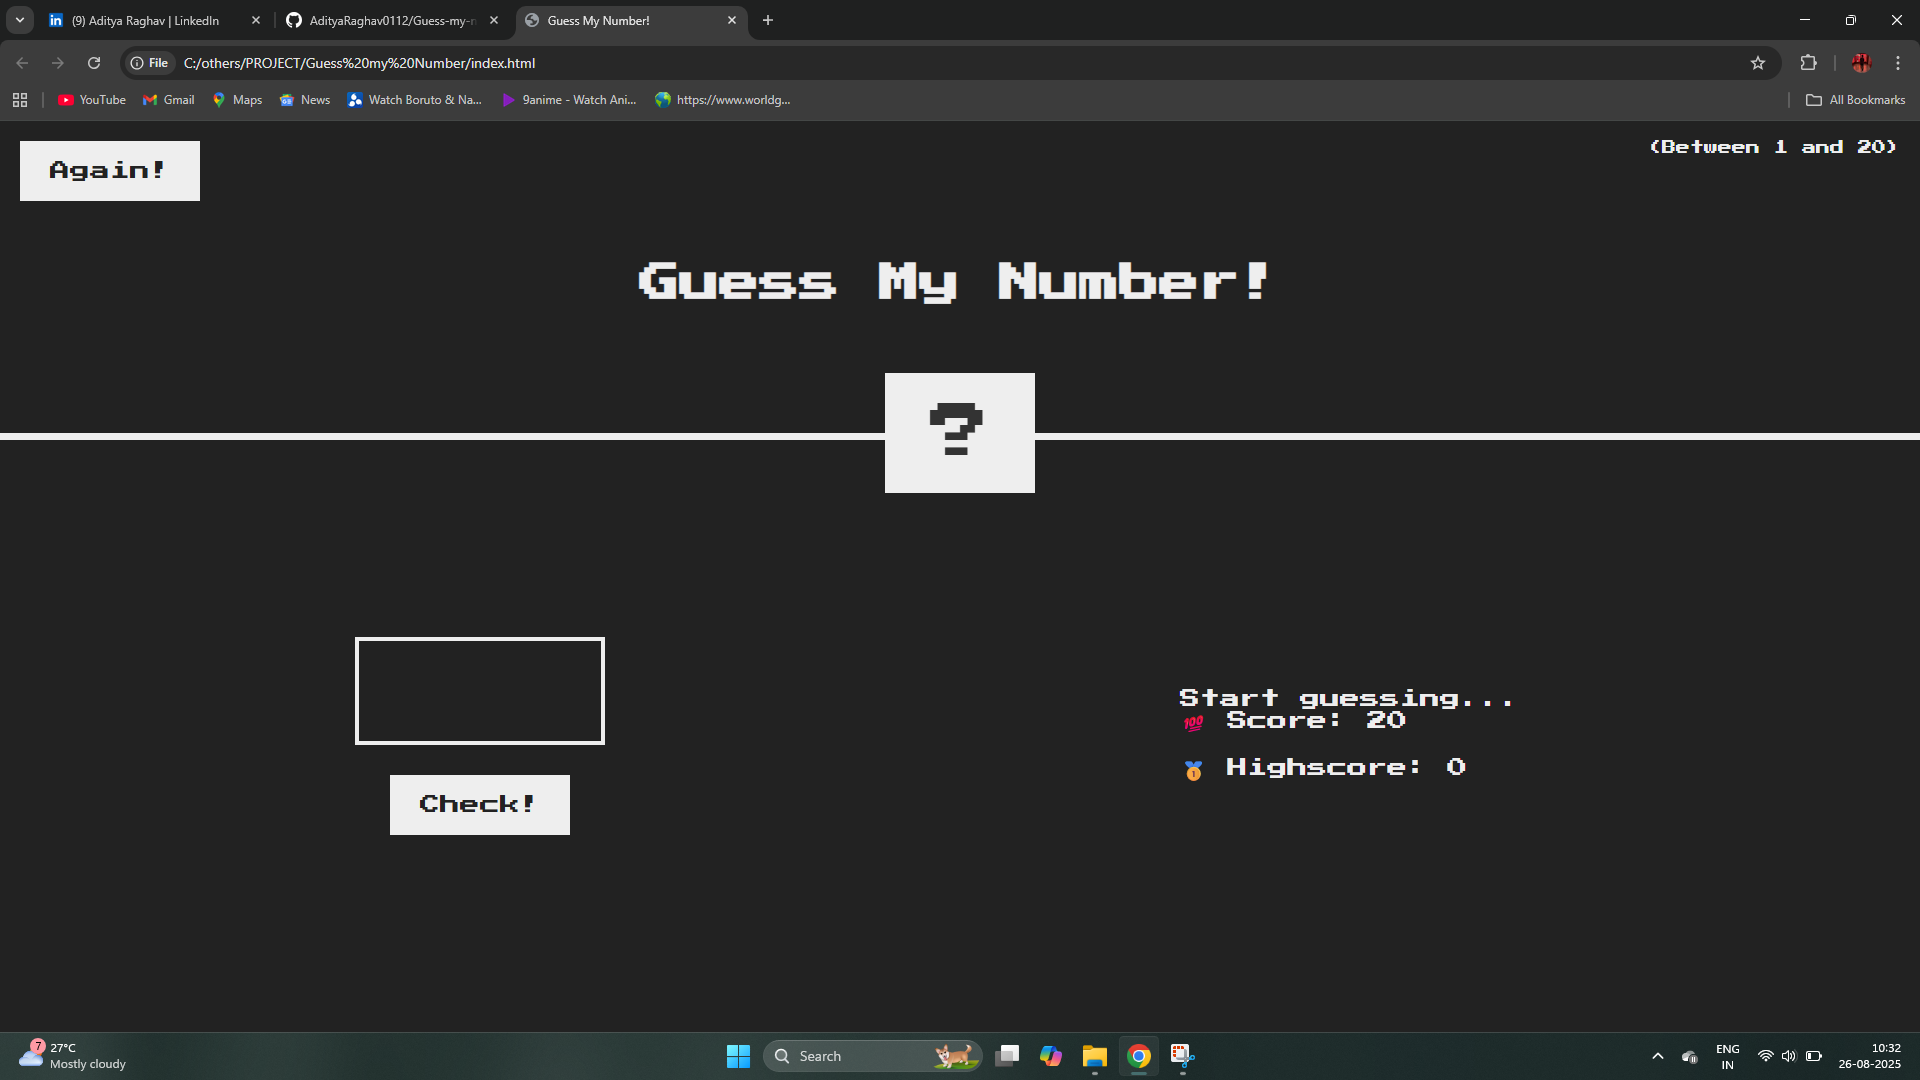 (9) Aditya Raghav | LinkedIn
AdityaRaghav0112/Guess-my-n
Guess My Number!
File
C:/others/PROJECT/Guess%20my%20Number/index.html
YouTube
Gmail
Maps
News
Watch Boruto & Na...
9anime - Watch Ani...
https://www.worldg...
All Bookmarks
Again!
(Between 1 and 20)
Guess My Number!
?
Start guessing...
💯 Score: 20
🥇 Highscore: 0
Check!
7
27°C
Mostly cloudy
Search
ENG
IN
10:32
26-08-2025